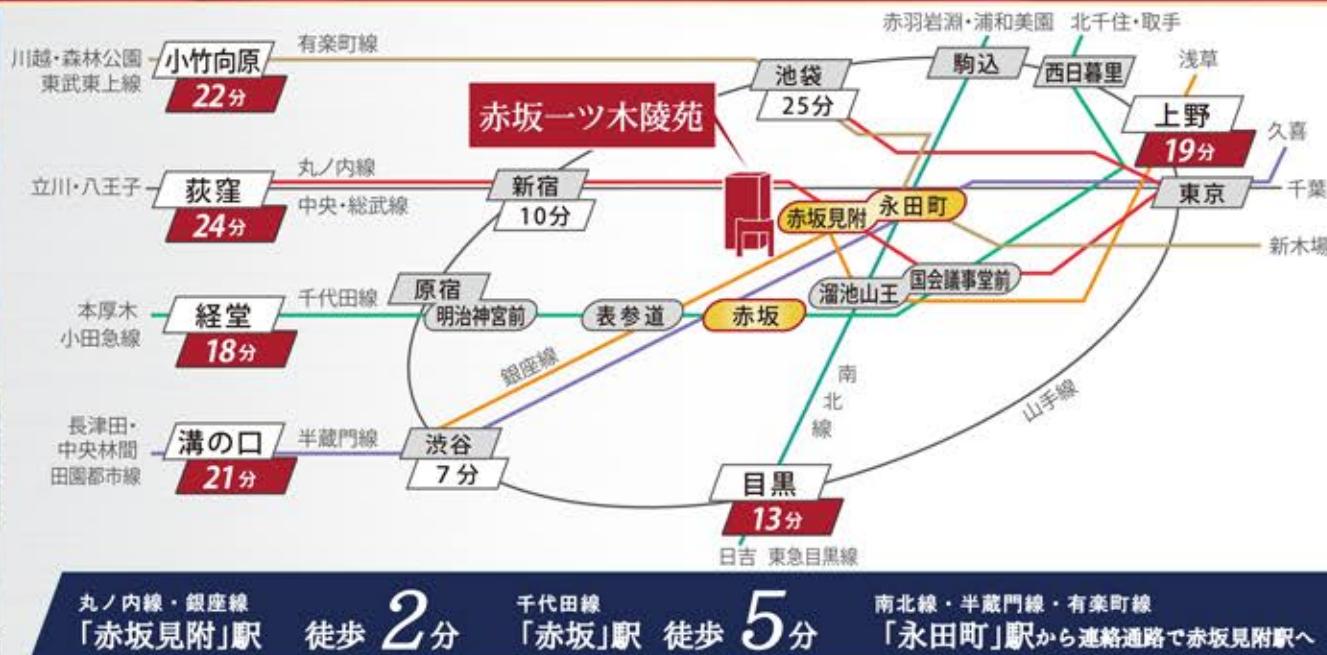 赤羽岩淵・浦和美園
北千住・取手
川越・森林公園
東武東上線
小竹向原
22分
有楽町線
池袋
25分
駒込
西日暮里
浅草
上野
19分
久喜
赤坂一ツ木陵苑
立川・八王子
荻窪
24分
丸ノ内線
中央・総武線
新宿
10分
赤坂見附
永田町
東京
千葉
新木場
本厚木
小田急線
経堂
18分
千代田線
原宿
明治神宮前
表参道
赤坂
溜池山王
国会議事堂前
銀座線
南北線
山手線
長津田・
中央林間
田園都市線
溝の口
21分
半蔵門線
渋谷
7分
目黒
13分
日吉 東急目黒線
丸ノ内線・銀座線
「赤坂見附」駅 徒歩 2分
千代田線
「赤坂」駅 徒歩 5分
南北線・半蔵門線・有楽町線
「永田町」駅から連絡通路で赤坂見附駅へ